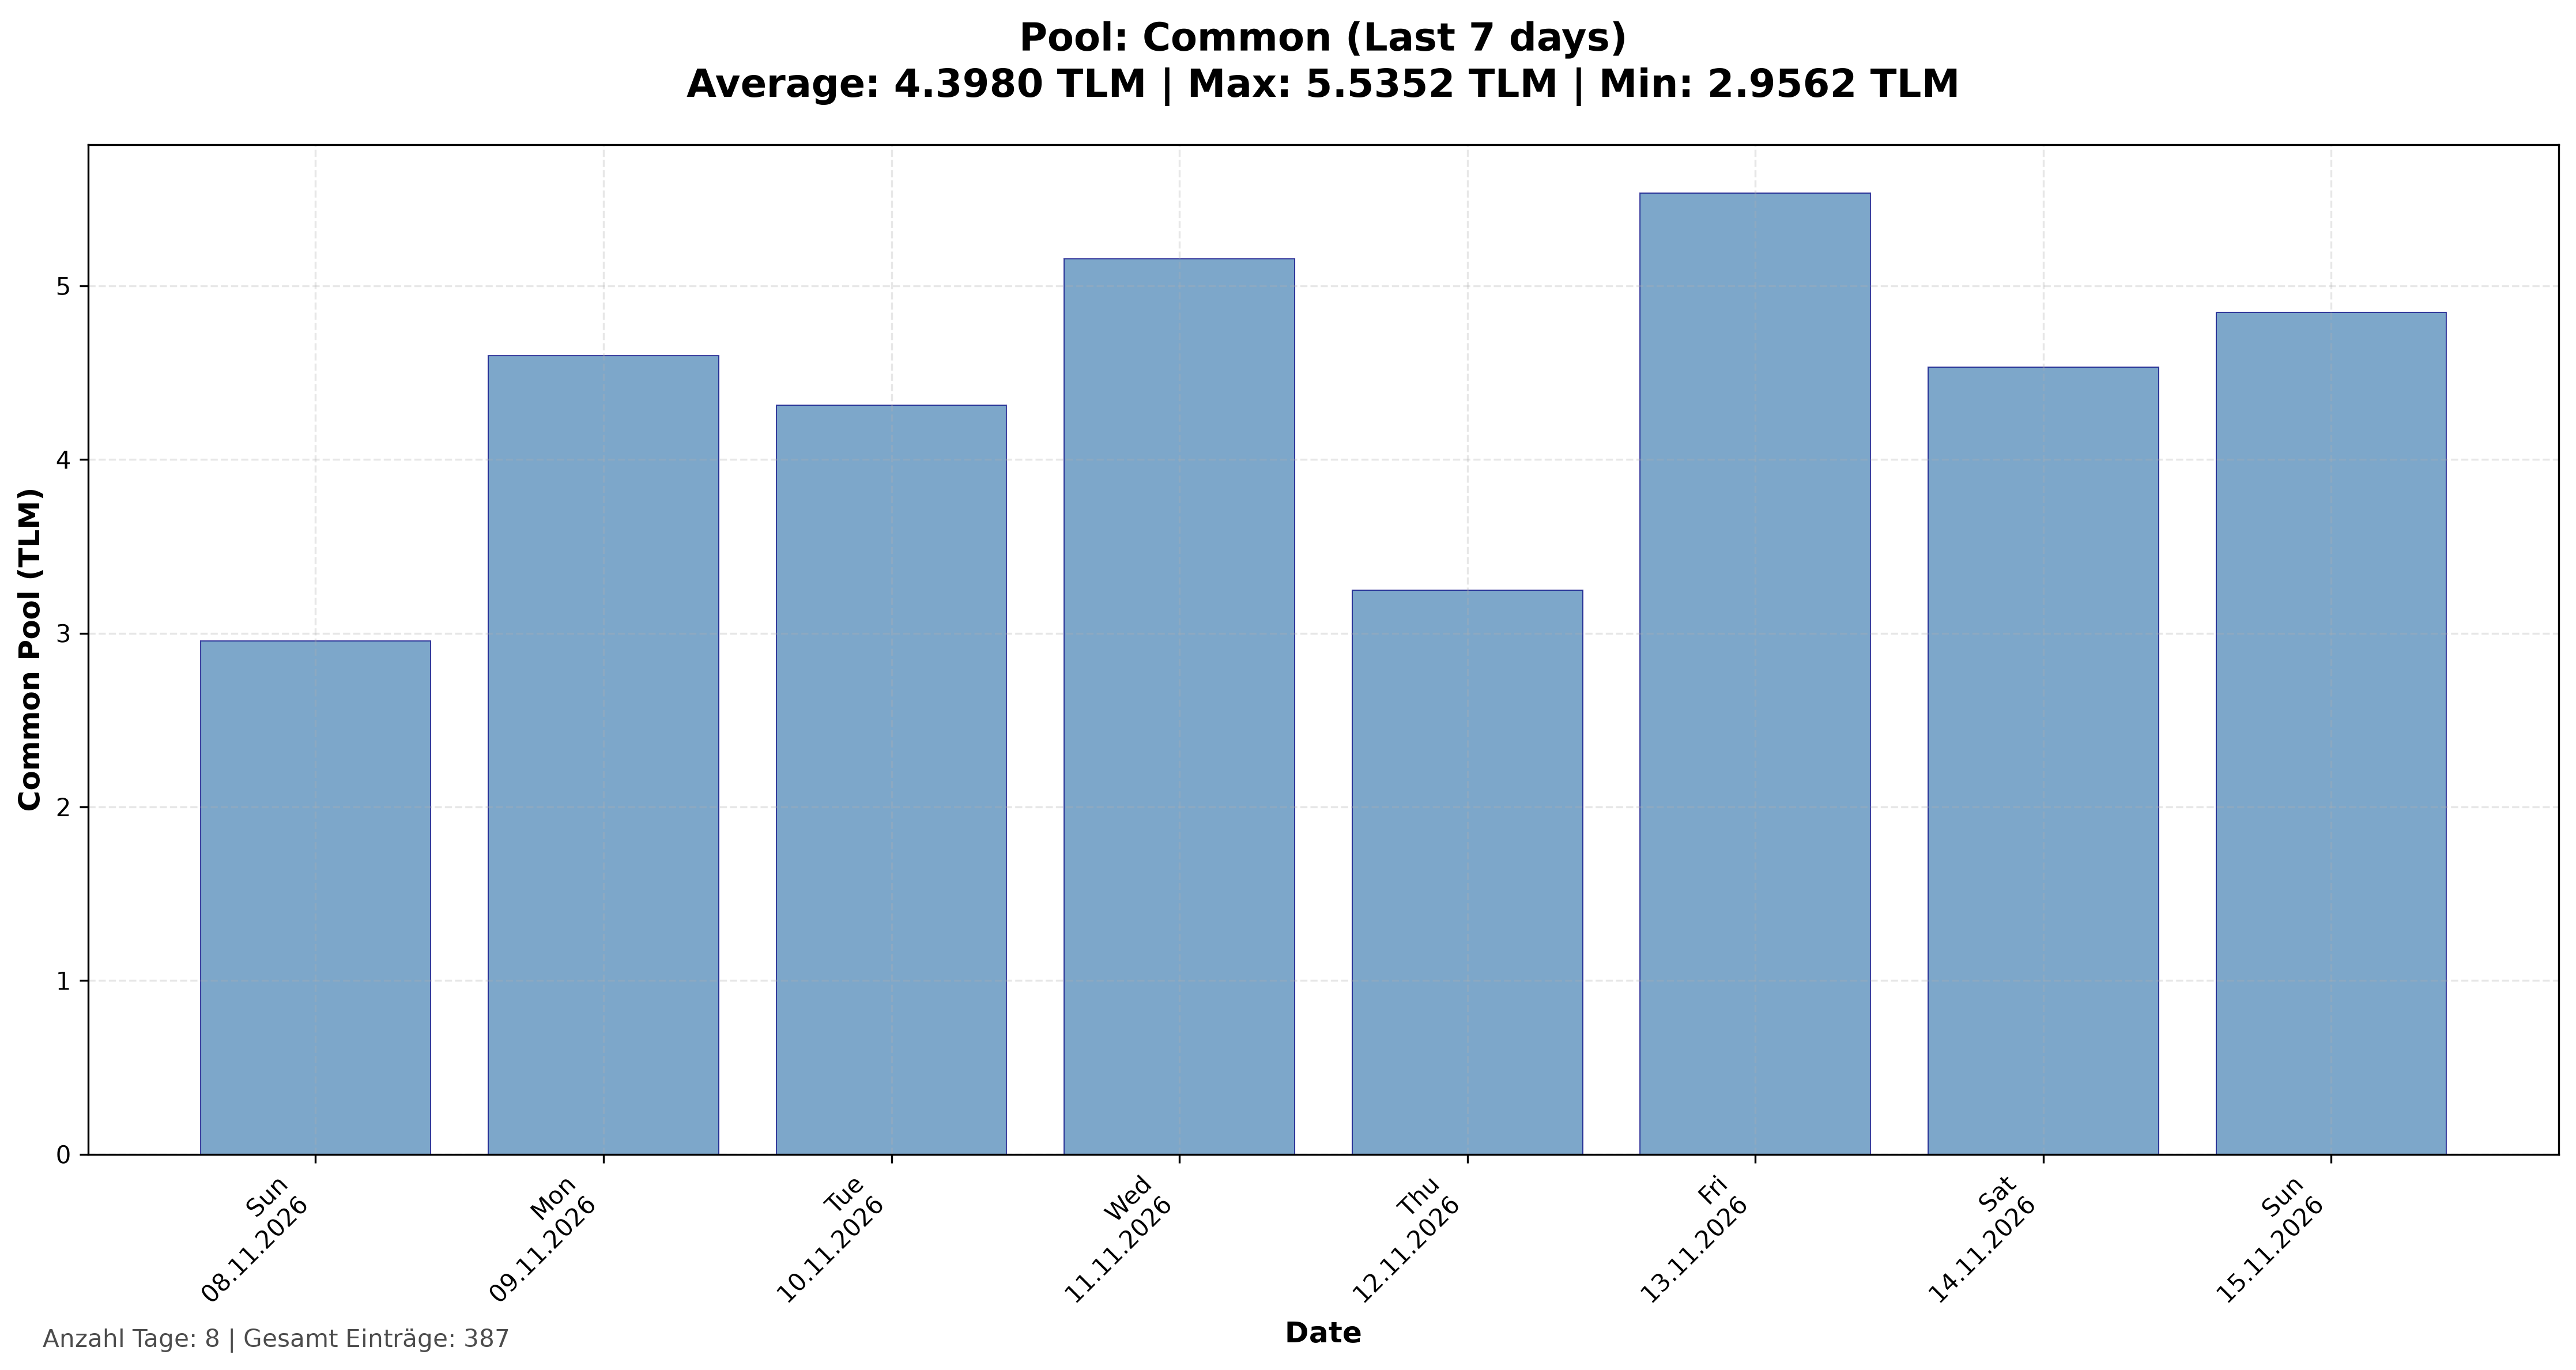 Pool: Common (Last 7 days)
Average: 4.3980 TLM | Max: 5.5352 TLM | Min: 2.9562 TLM
Common Pool (TLM)
5
4
3
2
1
0
Sun
08.11.2026
Mon
09.11.2026
Tue
10.11.2026
Wed
11.11.2026
Thu
12.11.2026
Fri
13.11.2026
Sat
14.11.2026
Sun
15.11.2026
Date
Anzahl Tage: 8 | Gesamt Einträge: 387